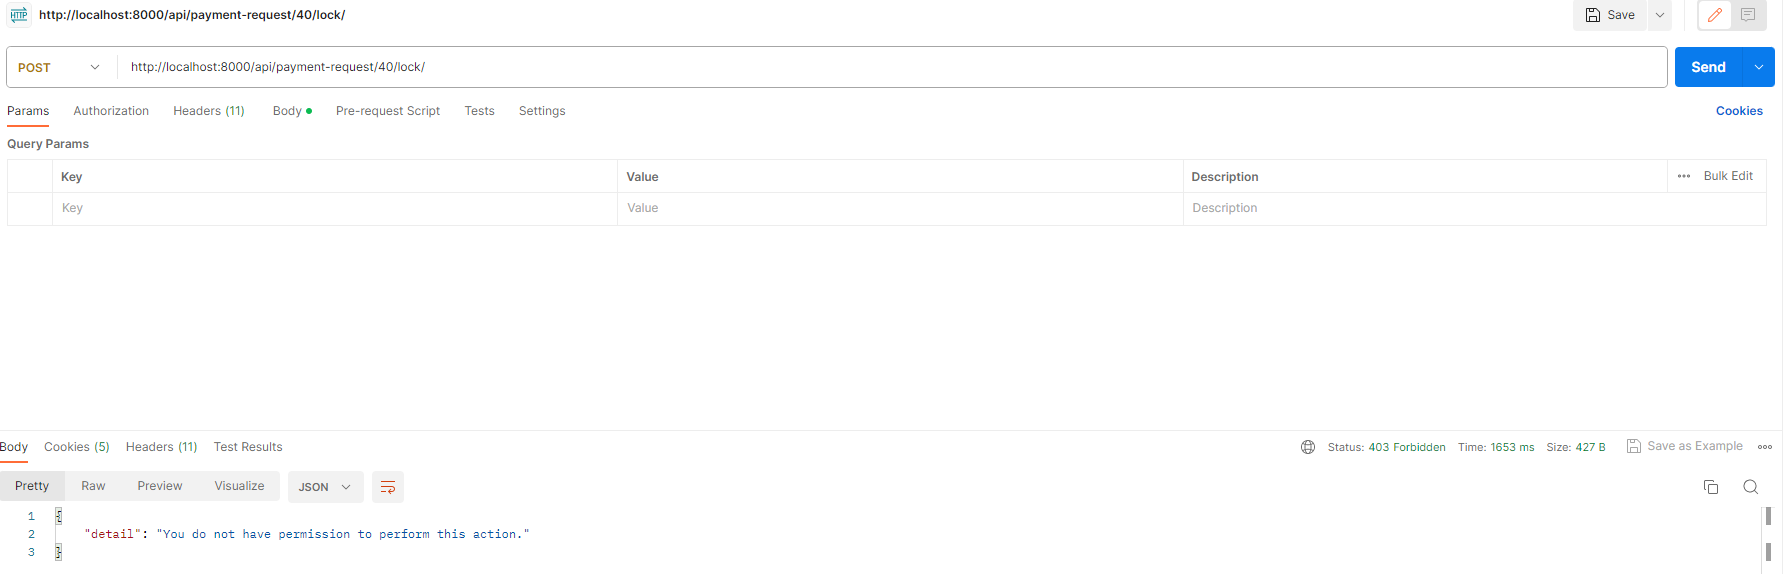 HTTP http://localhost:8000/api/payment-request/40/lock/ Save
POST http://localhost:8000/api/payment-request/40/lock/ Send
Params Authorization Headers (11) Body Pre-request Script Tests Settings Cookies
Query Params
Key Value Description ••• Bulk Edit
Key Value Description
Body Cookies (5) Headers (11) Test Results Status: 403 Forbidden Time: 1653 ms Size: 427 B Save as Example
Pretty Raw Preview Visualize JSON
1 {
2 "detail": "You do not have permission to perform this action."
3 }